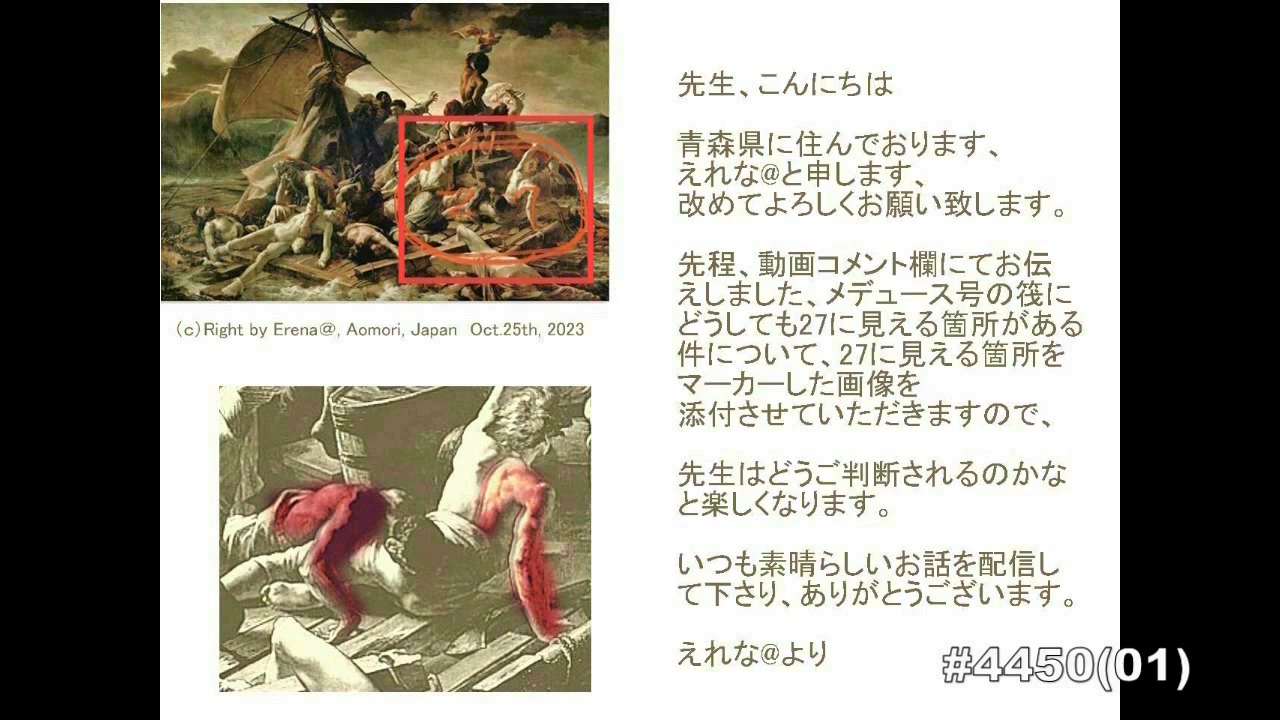 (c)Right by Erena@, Aomori, Japan Oct.25th, 2023
27
先生、こんにちは
青森県に住んでおります、
えれな@と申します、
改めてよろしくお願い致します。
先程、動画コメント欄にてお伝
えしました、メデュース号の筏に
どうしても27に見える箇所がある
件について、27に見える箇所を
マーカーした画像を
添付させていただきますので、
先生はどうご判断されるのかな
と楽しくなります。
いつも素晴らしいお話を配信し
て下さり、ありがとうございます。
えれな@より
#4450(01)